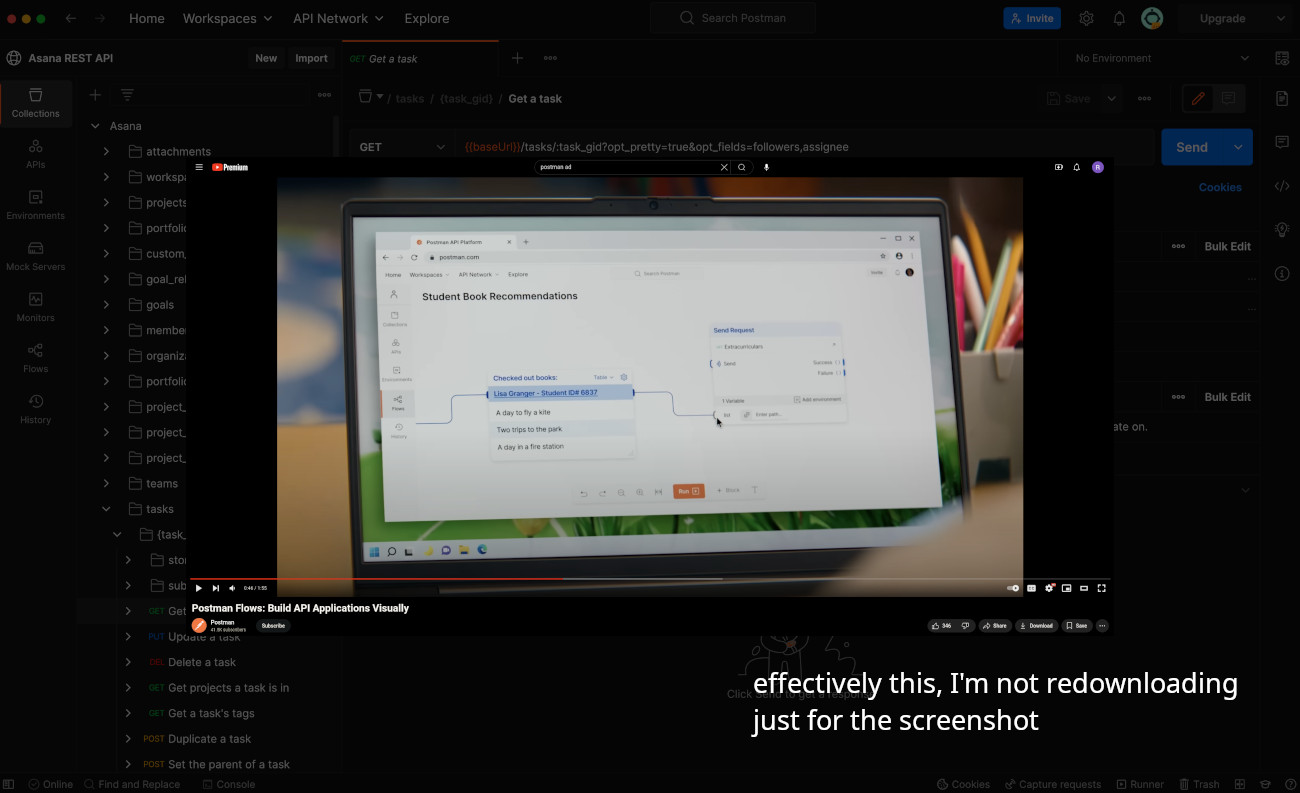 Home Workspaces API Network Explore Search Postman Invite Upgrade
Asana REST API New Import GET Get a task No Environment
Collections
APIs
Environments
Mock Servers
Monitors
Flows
History
Asana
attachments
workspa
projects
portfolio
custom_
goal_rel
goals
member
organiza
portfolio
project_
project_
project_
teams
tasks
{task_
stor
sub
GET Get
PUT Update a task
DEL Delete a task
GET Get projects a task is in
GET Get a task's tags
POST Duplicate a task
POST Set the parent of a task
/ tasks / {task_gid} / Get a task Save
GET {{baseUrl}}/tasks/:task_gid?opt_pretty=true&opt_fields=followers,assignee Send
Cookies
Bulk Edit
Bulk Edit
ate on.
Premium postman ad R
Postman API Platform
postman.com
Home Workspaces API Network Explore Search Postman Invite
Student Book Recommendations
Collections
APIs
Environments
Flows
History
Checked out books: Table
Lisa Granger - Student ID# 6837
A day to fly a kite
Two trips to the park
A day in a fire station
Send Request
Extracurriculars
Send Success
Failure
1 Variable Add environment
Run Block
0:46 / 1:55
Postman Flows: Build API Applications Visually
Postman
Subscribe 346 Share Download Save
Click Send to get a response
effectively this, I'm not redownloading
just for the screenshot
Online Find and Replace Console Cookies Capture requests Runner Trash